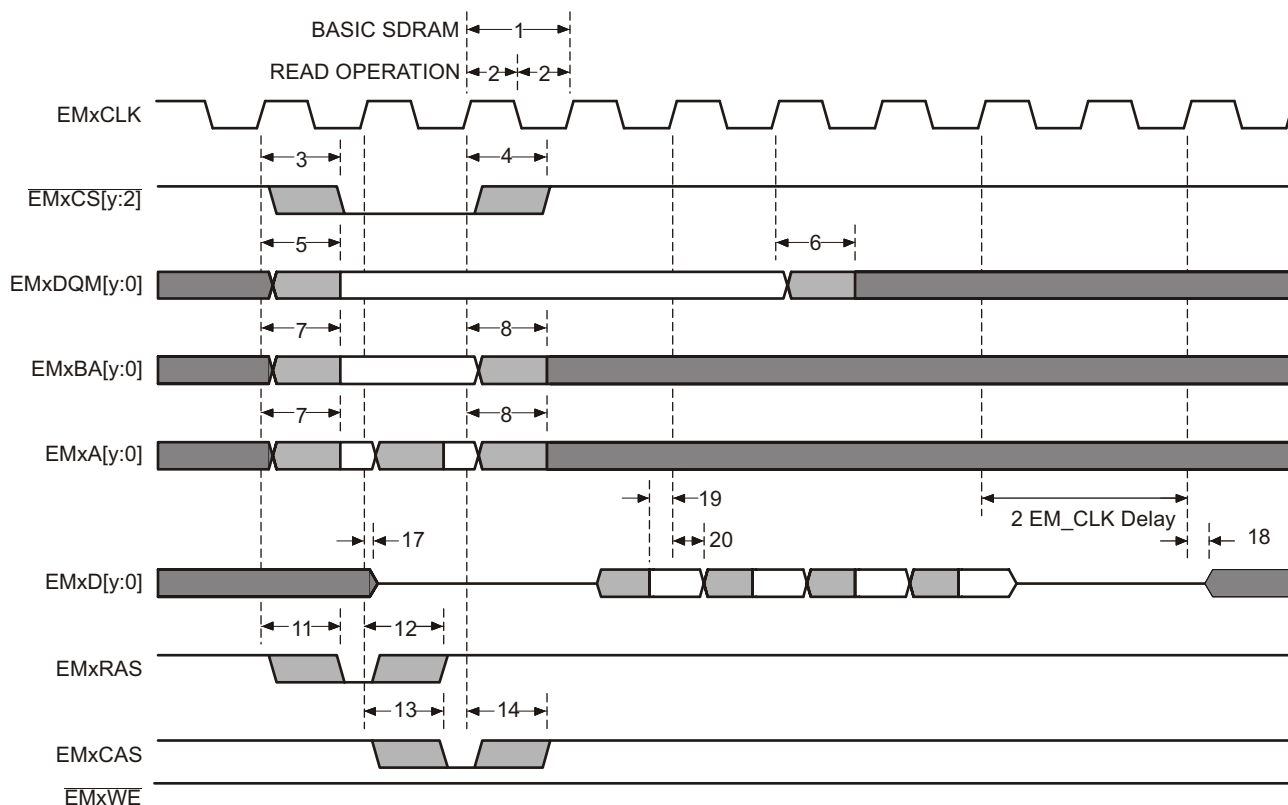 BASIC SDRAM 1
READ OPERATION 2 2
EMxCLK
3 4
EMxCS[y:2]
5 6
EMxDQM[y:0]
7 8
EMxBA[y:0]
7 8
EMxA[y:0]
19
2 EM_CLK Delay
17 20 18
EMxD[y:0]
11 12
EMxRAS
13 14
EMxCAS
EMxWE